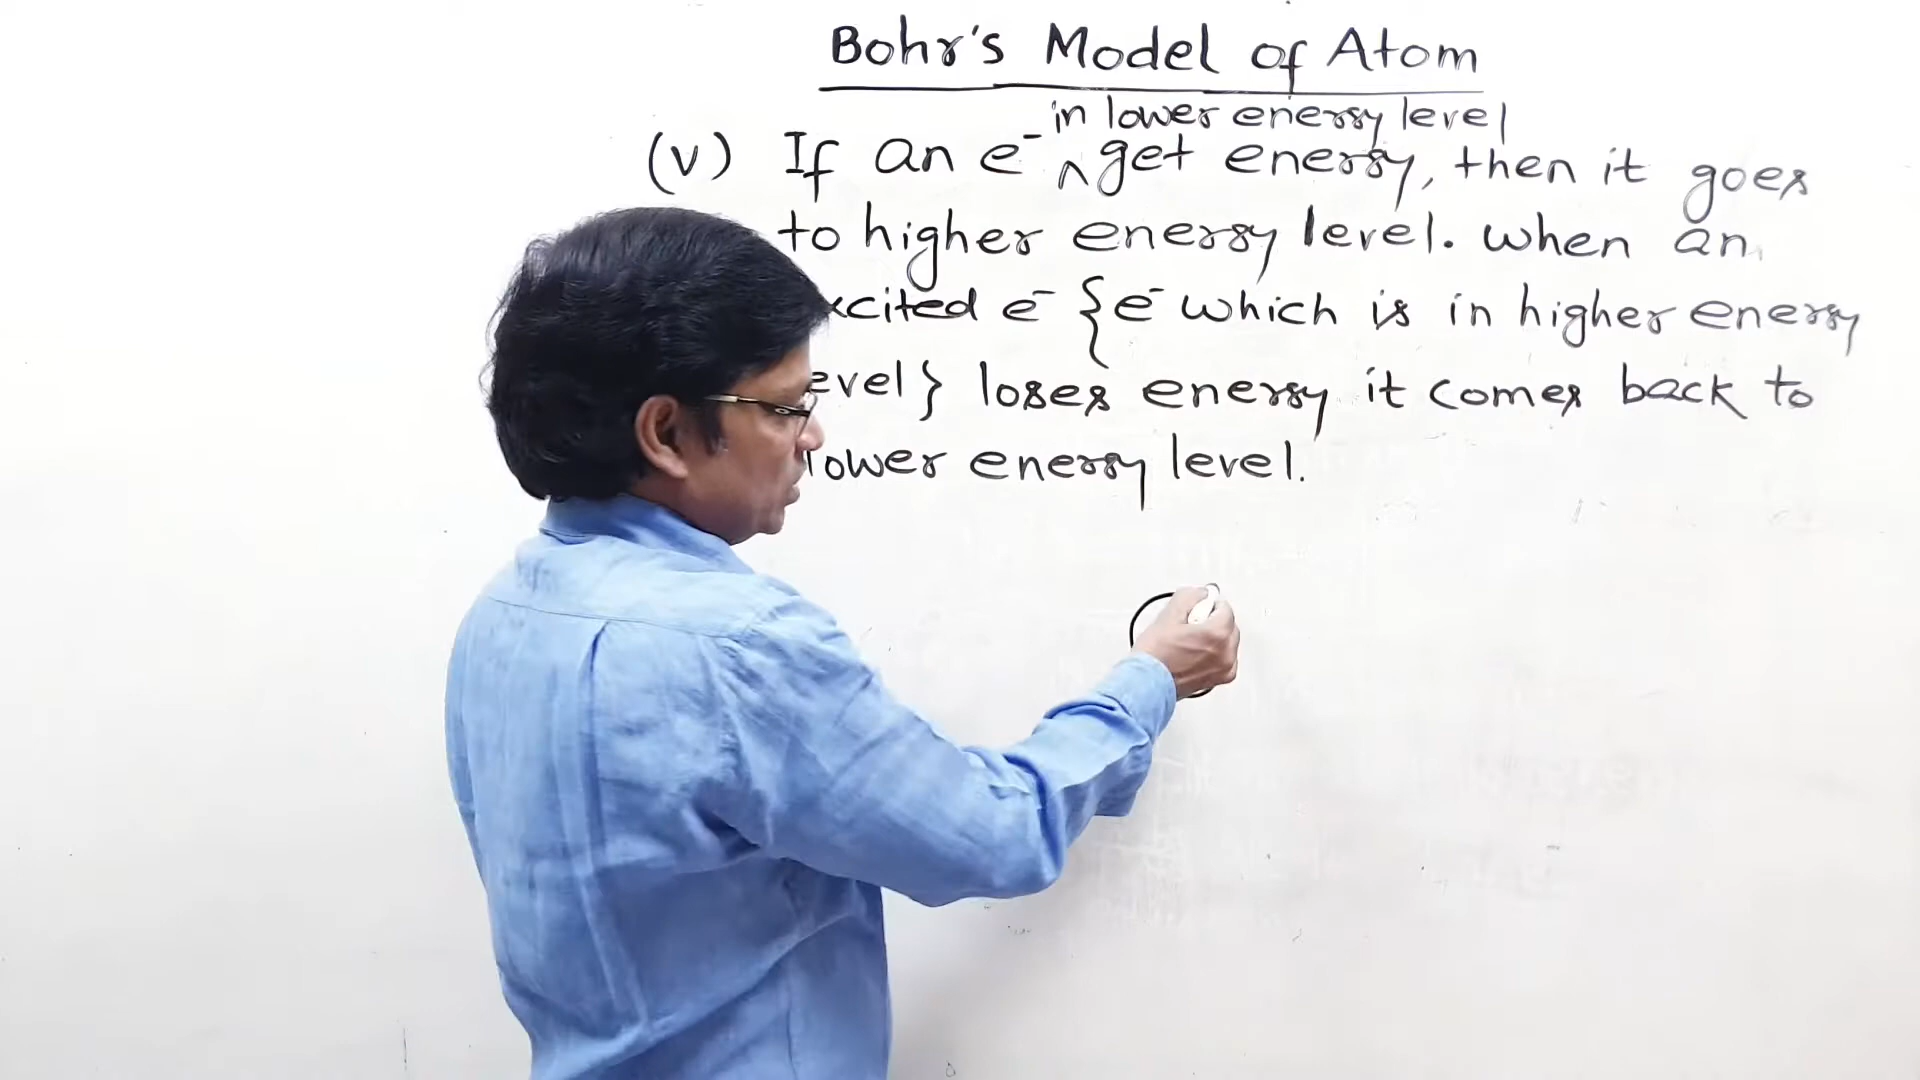 Bohr's Model of Atom
in lower energy level
(v) If an e⁻ ^ get energy, then it goes
to higher energy level. When an
xcited e⁻ {e⁻ which is in higher energy
evel} loses energy it comes back to
lower energy level.